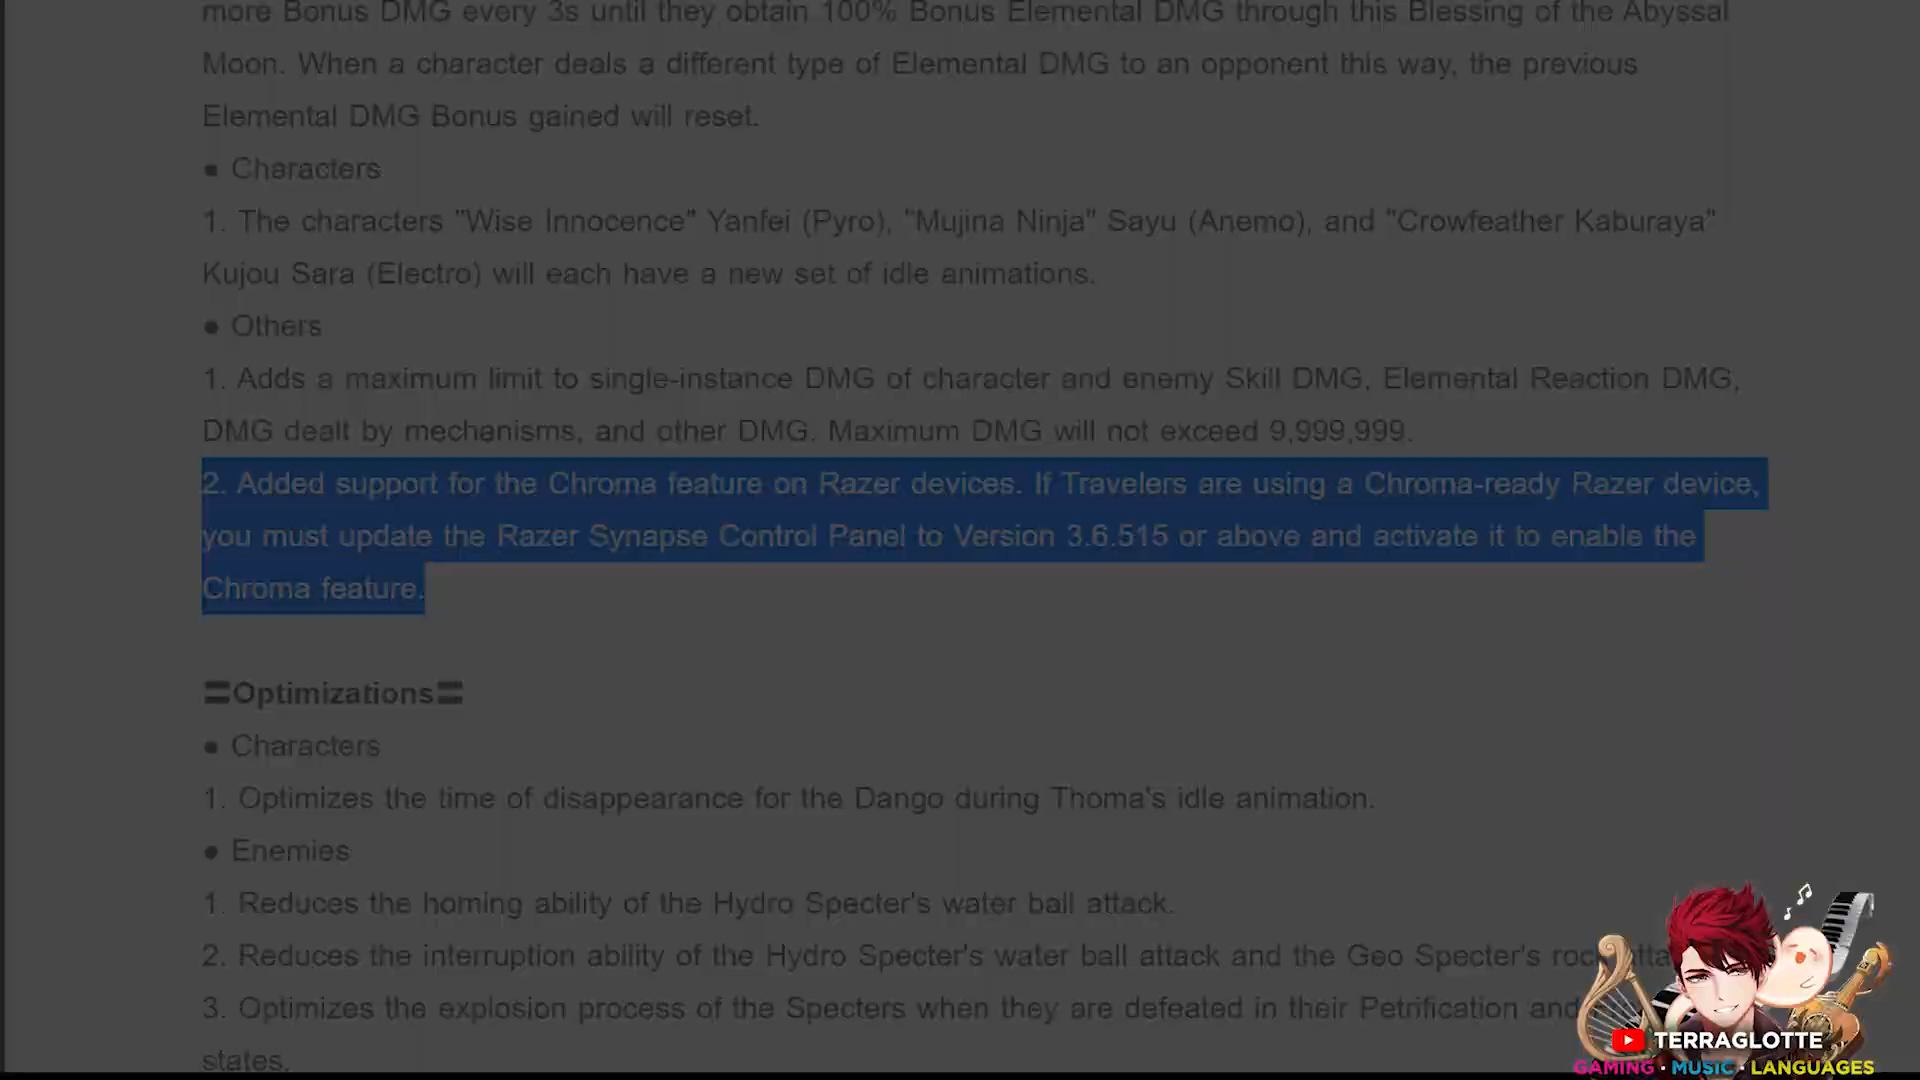 more Bonus DMG every 3s until they obtain 100% Bonus Elemental DMG through this Blessing of the Abyssal
Moon. When a character deals a different type of Elemental DMG to an opponent this way, the previous
Elemental DMG Bonus gained will reset.
● Characters
1. The characters "Wise Innocence" Yanfei (Pyro), "Mujina Ninja" Sayu (Anemo), and "Crowfeather Kaburaya"
Kujou Sara (Electro) will each have a new set of idle animations.
● Others
1. Adds a maximum limit to single-instance DMG of character and enemy Skill DMG, Elemental Reaction DMG,
DMG dealt by mechanisms, and other DMG. Maximum DMG will not exceed 9,999,999.
2. Added support for the Chroma feature on Razer devices. If Travelers are using a Chroma-ready Razer device,
you must update the Razer Synapse Control Panel to Version 3.6.515 or above and activate it to enable the
Chroma feature.
〓Optimizations〓
● Characters
1. Optimizes the time of disappearance for the Dango during Thoma's idle animation.
● Enemies
1. Reduces the homing ability of the Hydro Specter's water ball attack.
2. Reduces the interruption ability of the Hydro Specter's water ball attack and the Geo Specter's rock
3. Optimizes the explosion process of the Specters when they are defeated in their Petrification and
states.
TERRAGLOTTE
GAMING · MUSIC · LANGUAGES